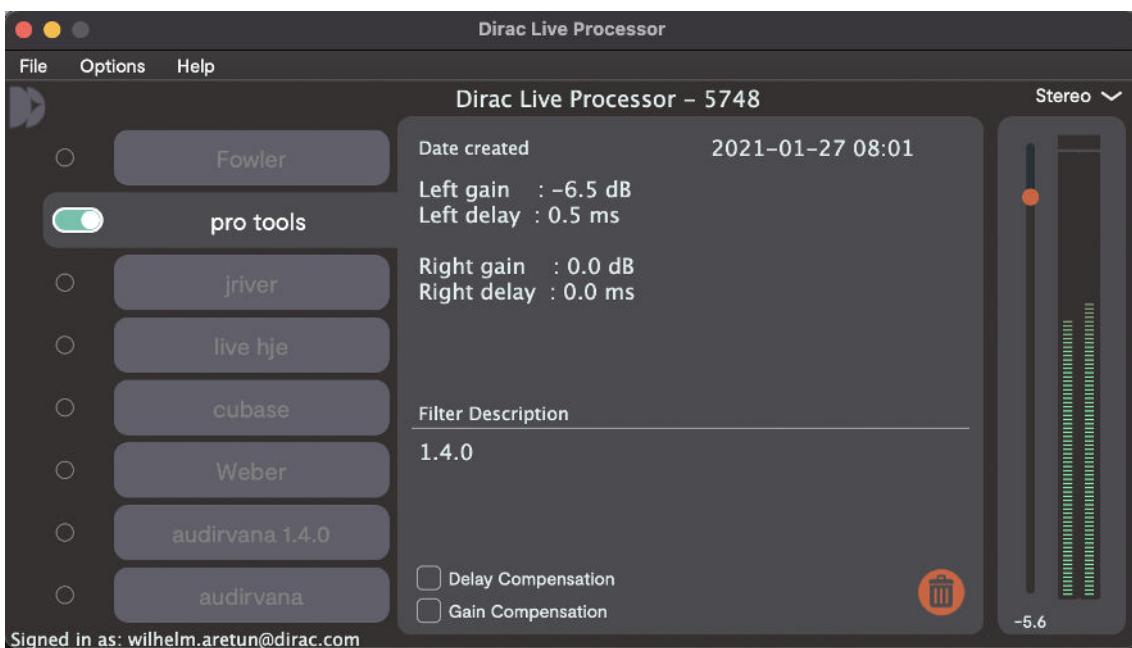 Dirac Live Processor
File Options Help
Dirac Live Processor – 5748
Stereo
Fowler
pro tools
jriver
live hje
cubase
Weber
audirvana 1.4.0
audirvana
Date created 2021–01–27 08:01
Left gain : –6.5 dB
Left delay : 0.5 ms
Right gain : 0.0 dB
Right delay : 0.0 ms
Filter Description
1.4.0
Delay Compensation
Gain Compensation
–5.6
Signed in as: wilhelm.aretun@dirac.com